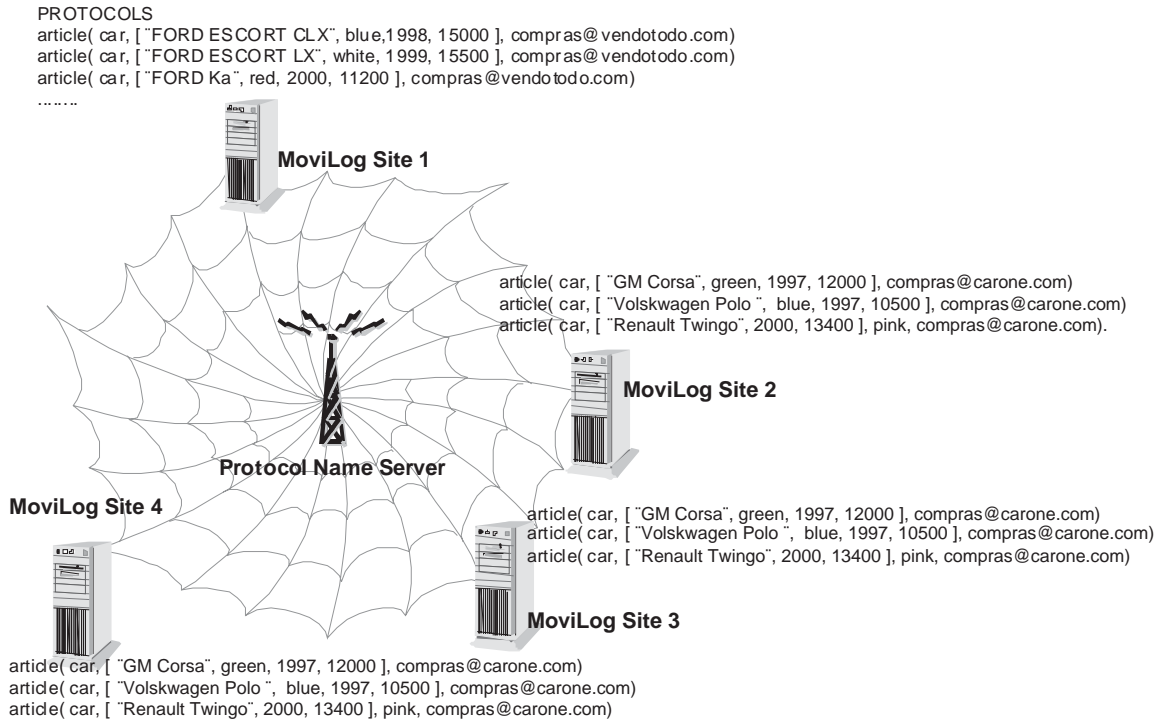 PROTOCOLS
article( car, [ ¨FORD ESCORT CLX¨, blue,1998, 15000 ], compras@vendotodo.com)
article( car, [ ¨FORD ESCORT LX¨, white, 1999, 15500 ], compras@vendotodo.com)
article( car, [ ¨FORD Ka¨, red, 2000, 11200 ], compras@vendotodo.com)
........
MoviLog Site 1
article( car, [ ¨GM Corsa¨, green, 1997, 12000 ], compras@carone.com)
article( car, [ ¨Volskwagen Polo ¨, blue, 1997, 10500 ], compras@carone.com)
article( car, [ ¨Renault Twingo¨, 2000, 13400 ], pink, compras@carone.com).
MoviLog Site 2
Protocol Name Server
MoviLog Site 4
article( car, [ ¨GM Corsa¨, green, 1997, 12000 ], compras@carone.com)
article( car, [ ¨Volskwagen Polo ¨, blue, 1997, 10500 ], compras@carone.com)
article( car, [ ¨Renault Twingo¨, 2000, 13400 ], pink, compras@carone.com)
MoviLog Site 3
article( car, [ ¨GM Corsa¨, green, 1997, 12000 ], compras@carone.com)
article( car, [ ¨Volskwagen Polo ¨, blue, 1997, 10500 ], compras@carone.com)
article( car, [ ¨Renault Twingo¨, 2000, 13400 ], pink, compras@carone.com)